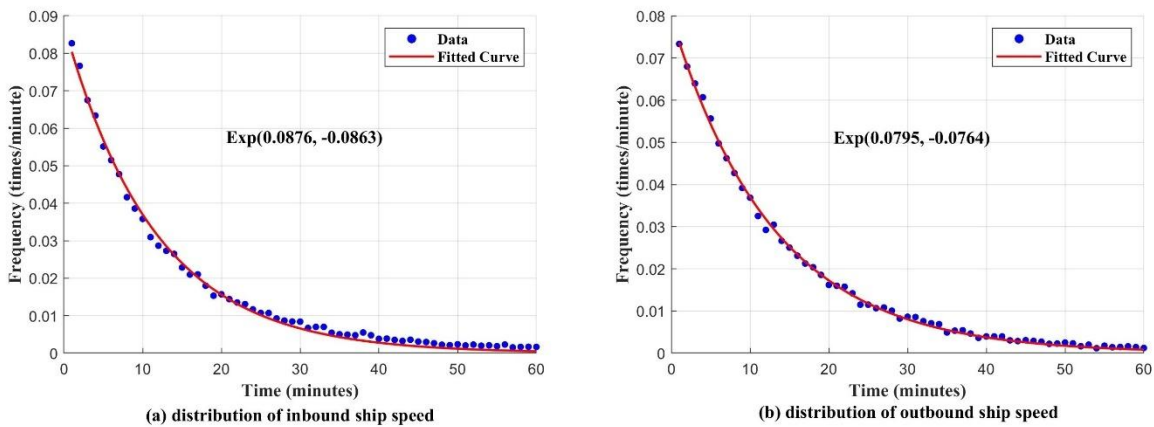 0.09
0.08
0.07
0.06
0.05
0.04
0.03
0.02
0.01
0
Frequency (times/minute)
Data
Fitted Curve
Exp(0.0876, -0.0863)
0 10 20 30 40 50 60
Time (minutes)
(a) distribution of inbound ship speed
0.08
0.07
0.06
0.05
0.04
0.03
0.02
0.01
0
Frequency (times/minute)
Data
Fitted Curve
Exp(0.0795, -0.0764)
0 10 20 30 40 50 60
Time (minutes)
(b) distribution of outbound ship speed